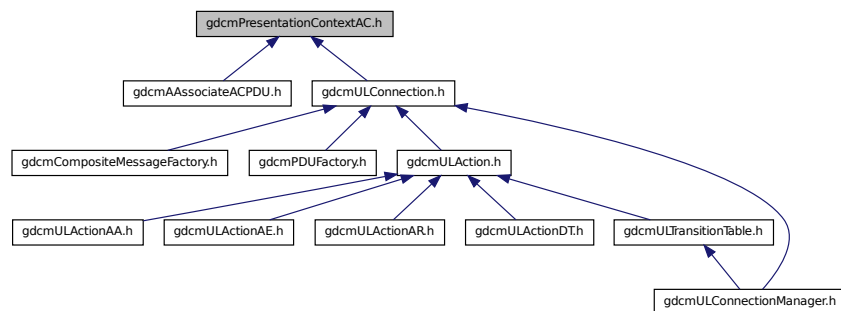 gdcmPresentationContextAC.h
gdcmAAssociateACPDU.h
gdcmULConnection.h
gdcmCompositeMessageFactory.h
gdcmPDUFactory.h
gdcmULAction.h
gdcmULActionAA.h
gdcmULActionAE.h
gdcmULActionAR.h
gdcmULActionDT.h
gdcmULTransitionTable.h
gdcmULConnectionManager.h